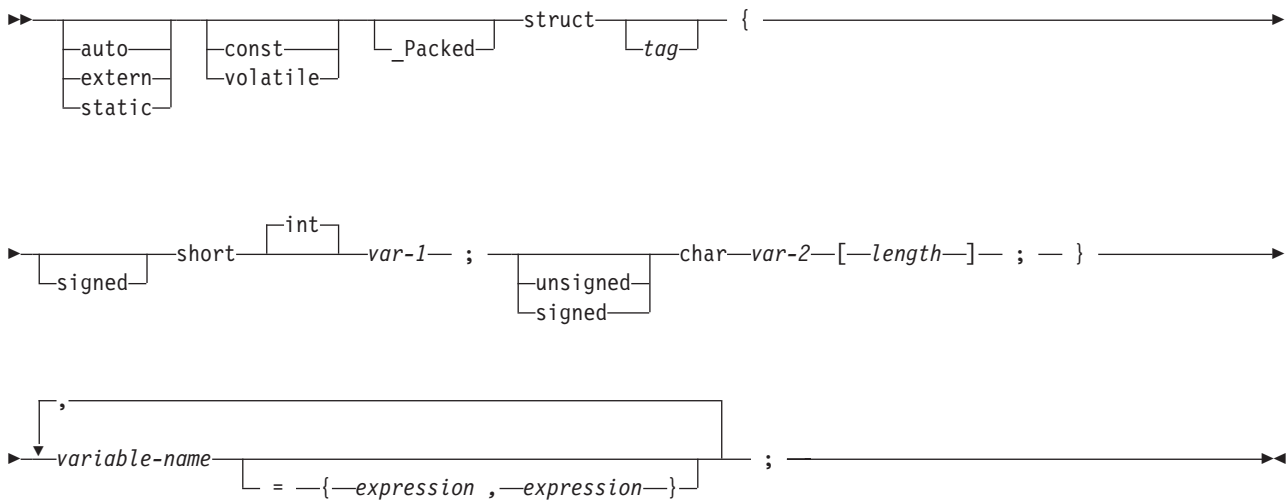 struct {
auto const _Packed tag
extern volatile
static
int
short var-1 ; char var-2 [ length ] ; }
signed unsigned
signed
,
variable-name ;
= { expression , expression }